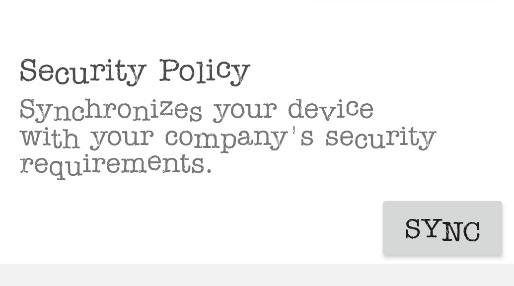 Security Policy
Synchronizes your device
with your company's security
requirements.
SYNC